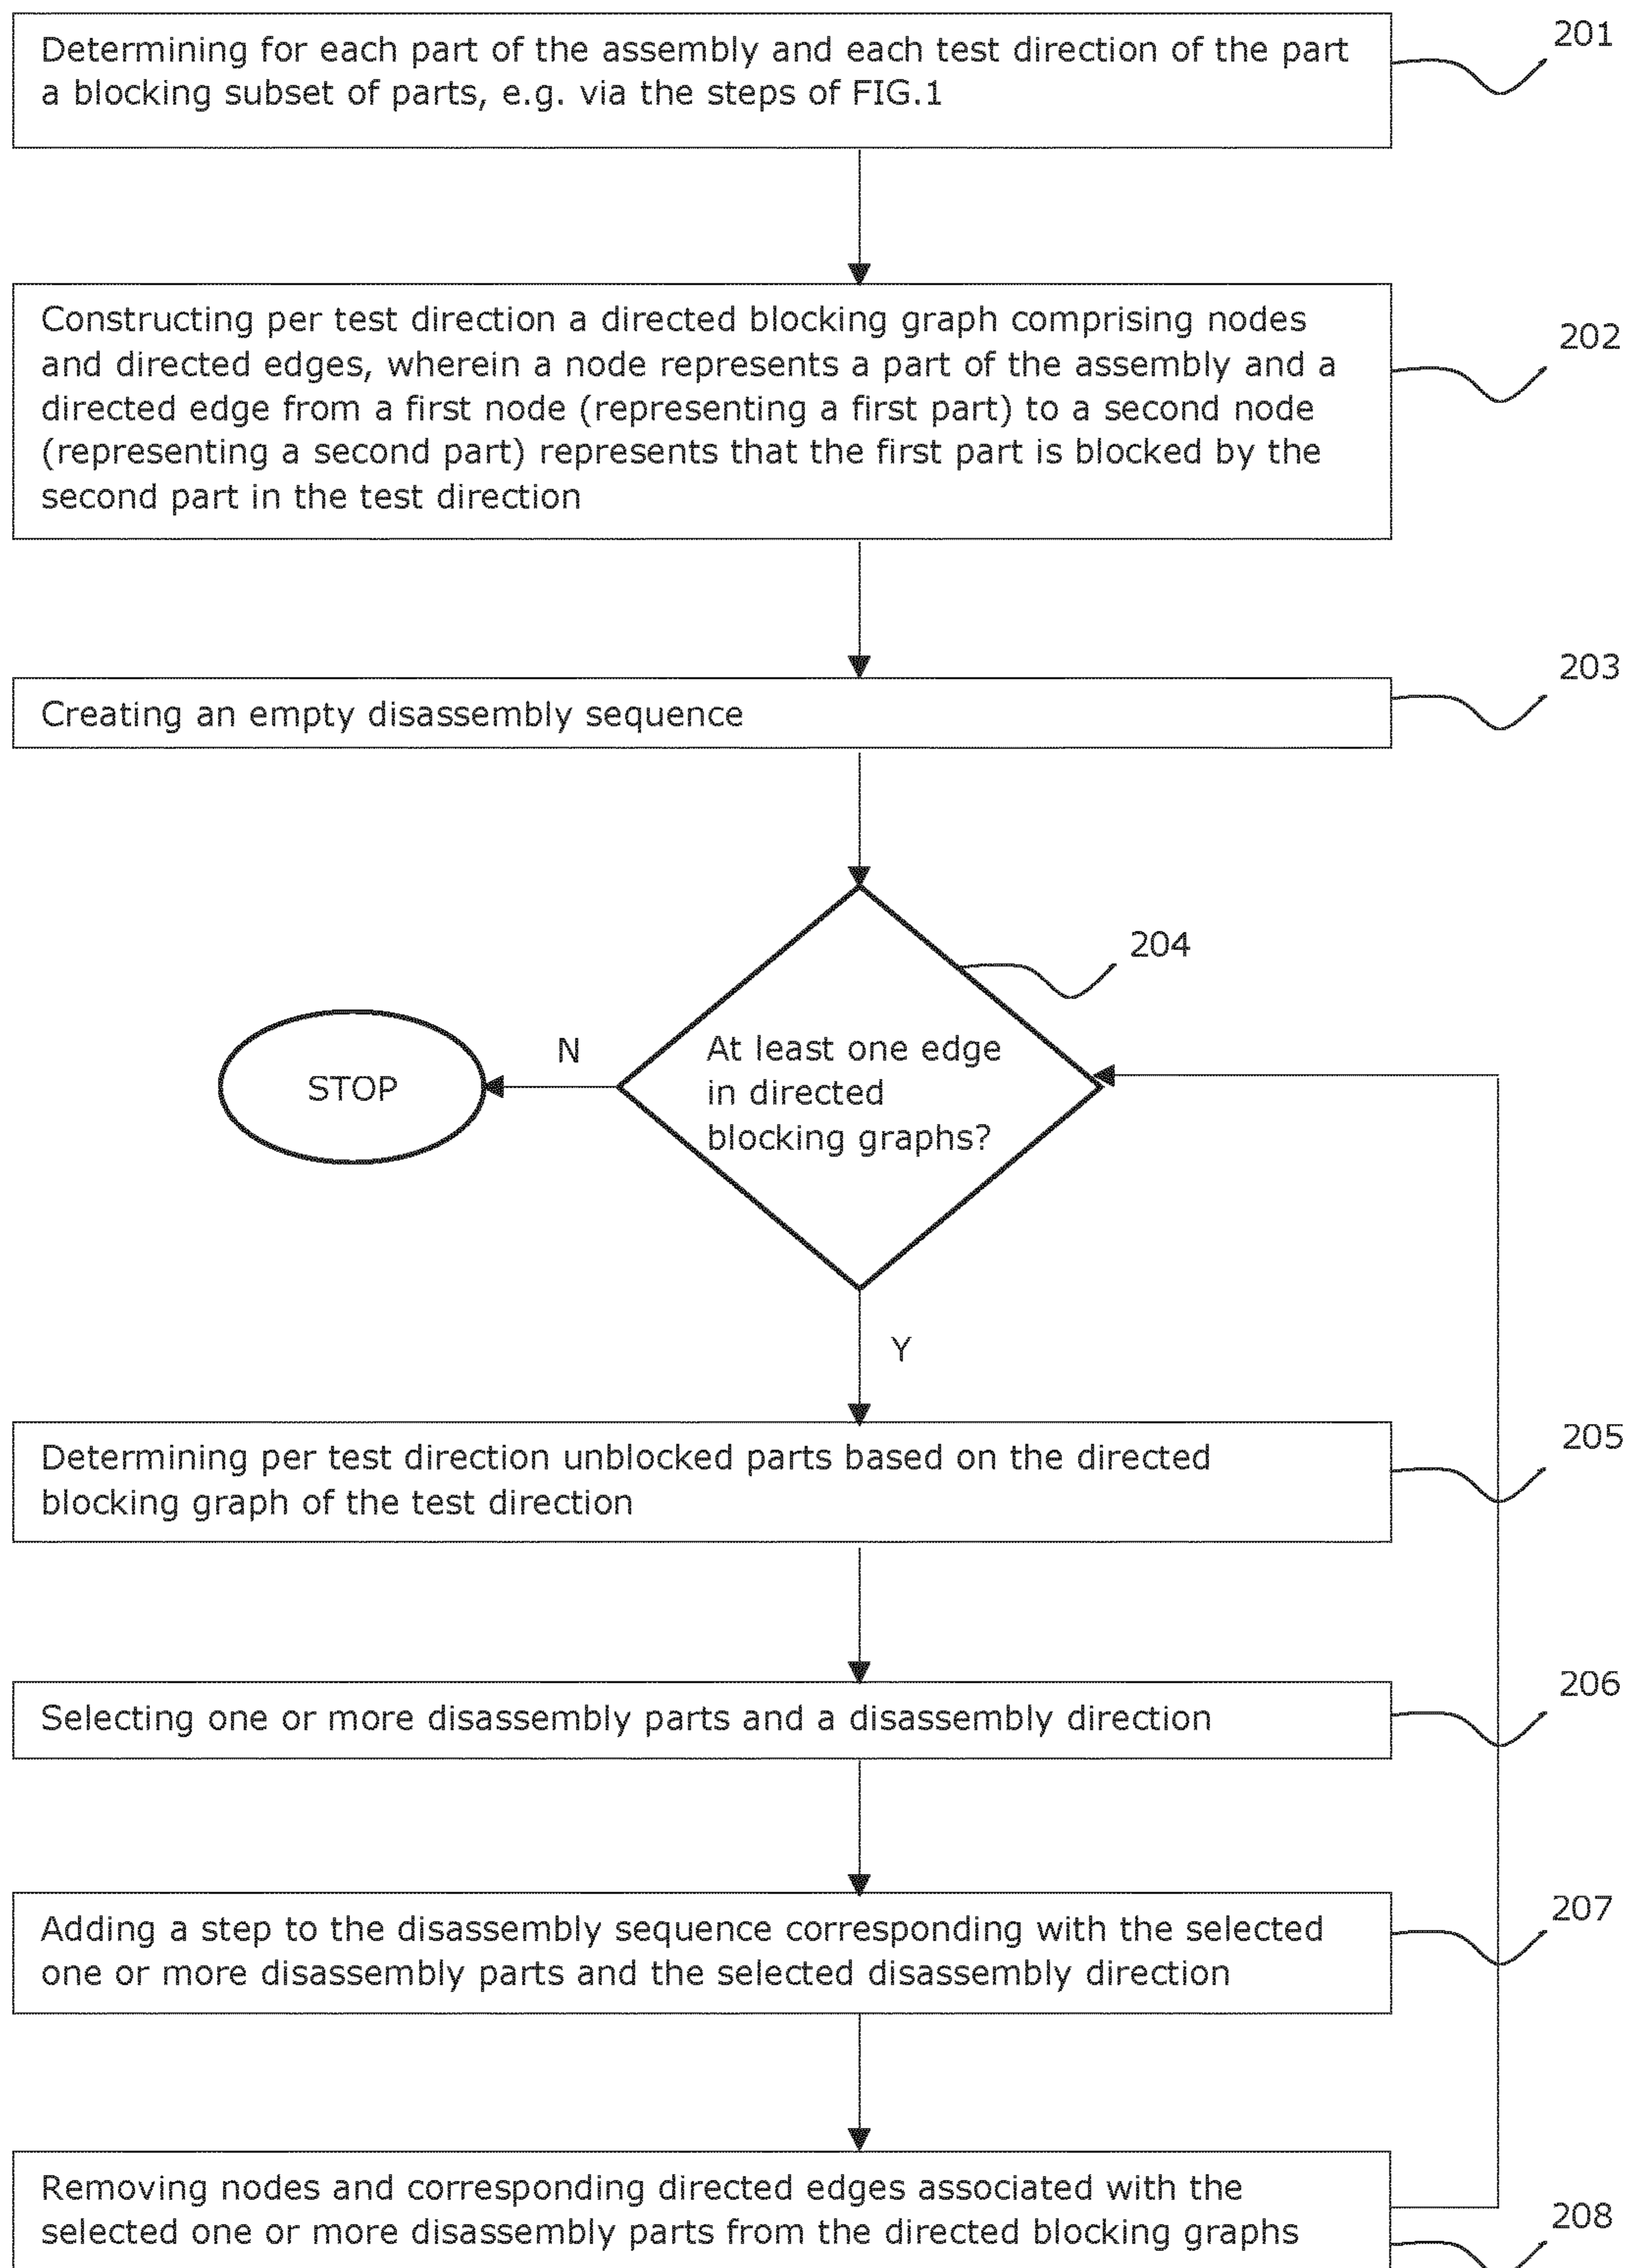 Determining for each part of the assembly and each test direction of the part
a blocking subset of parts, e.g. via the steps of FIG.1
201
Constructing per test direction a directed blocking graph comprising nodes
and directed edges, wherein a node represents a part of the assembly and a
directed edge from a first node (representing a first part) to a second node
(representing a second part) represents that the first part is blocked by the
second part in the test direction
202
Creating an empty disassembly sequence
203
204
At least one edge
in directed
blocking graphs?
N
STOP
Y
Determining per test direction unblocked parts based on the directed
blocking graph of the test direction
205
Selecting one or more disassembly parts and a disassembly direction
206
Adding a step to the disassembly sequence corresponding with the selected
one or more disassembly parts and the selected disassembly direction
207
Removing nodes and corresponding directed edges associated with the
selected one or more disassembly parts from the directed blocking graphs
208